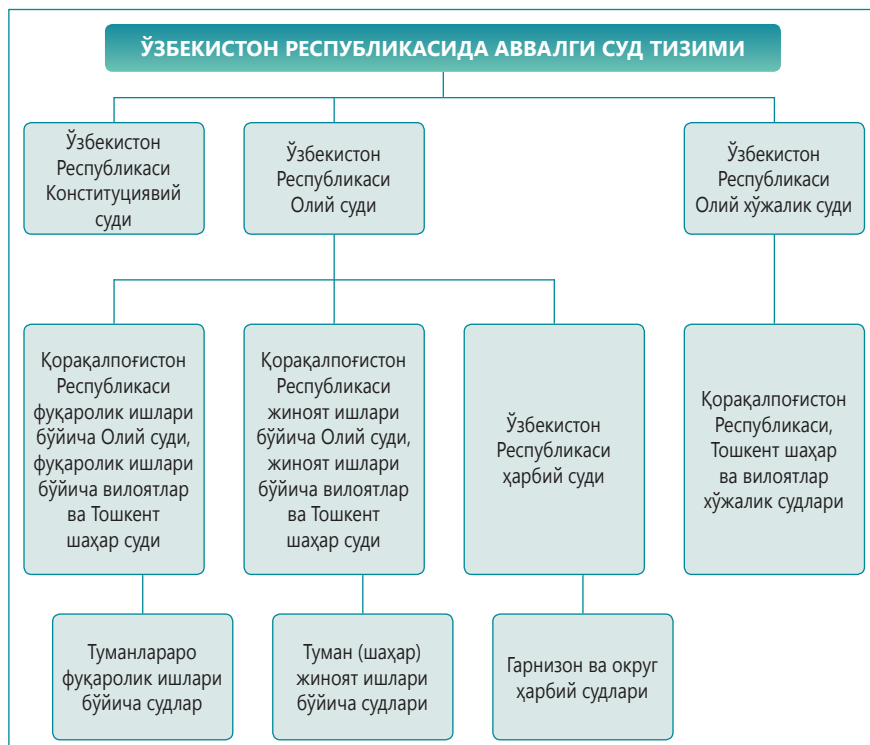 ЎЗБЕКИСТОН РЕСПУБЛИКАСИДА АВВАЛГИ СУД ТИЗИМИ
Ўзбекистон
Республикаси
Конституциявий
суди
Ўзбекистон
Республикаси
Олий суди
Ўзбекистон
Республикаси
Олий хўжалик суди
Қорақалпоғистон
Республикаси
фуқаролик ишлари
бўйича Олий суди,
фуқаролик ишлари
бўйича вилоятлар
ва Тошкент
шаҳар суди
Қорақалпоғистон
Республикаси
жиноят ишлари
бўйича Олий суди,
жиноят ишлари
бўйича вилоятлар
ва Тошкент
шаҳар суди
Ўзбекистон
Республикаси
ҳарбий суди
Қорақалпоғистон
Республикаси,
Тошкент шаҳар
ва вилоятлар
хўжалик судлари
Туманлараро
фуқаролик ишлари
бўйича судлар
Туман (шаҳар)
жиноят ишлари
бўйича судлари
Гарнизон ва округ
ҳарбий судлари